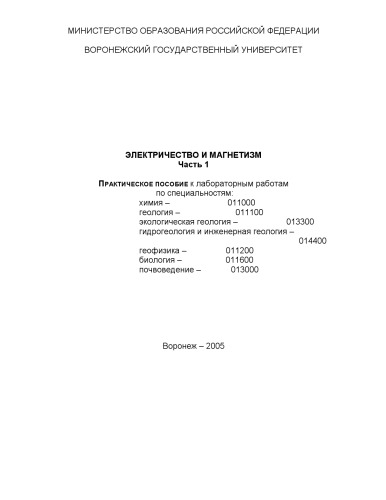 МИНИСТЕРСТВО ОБРАЗОВАНИЯ РОССИЙСКОЙ ФЕДЕРАЦИИ
ВОРОНЕЖСКИЙ ГОСУДАРСТВЕННЫЙ УНИВЕРСИТЕТ
ЭЛЕКТРИЧЕСТВО И МАГНЕТИЗМ
Часть 1
ПРАКТИЧЕСКОЕ ПОСОБИЕ к лабораторным работам
по специальностям:
химия – 011000
геология – 011100
экологическая геология – 013300
гидрогеология и инженерная геология –
014400
геофизика – 011200
биология – 011600
почвоведение – 013000
Воронеж – 2005